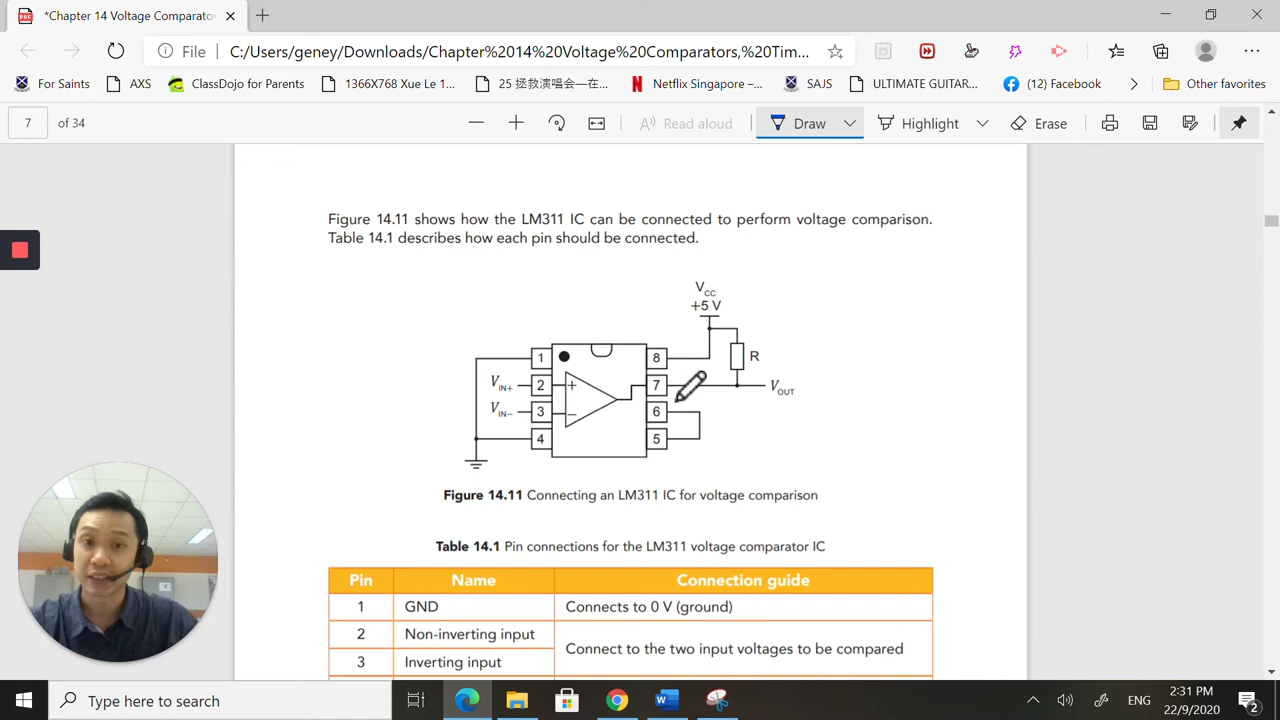 *Chapter 14 Voltage Comparator
File C:/Users/geney/Downloads/Chapter%2014%20Voltage%20Comparators,%20Tim...
For Saints AXS ClassDojo for Parents 1366X768 Xue Le 1... 25 拯救演唱会—在... Netflix Singapore –... SAJS ULTIMATE GUITAR... (12) Facebook Other favorites
7 of 34 Read aloud Draw Highlight Erase
Figure 14.11 shows how the LM311 IC can be connected to perform voltage comparison.
Table 14.1 describes how each pin should be connected.
VCC
+5 V
1 8 R
VIN+ 2 + 7 VOUT
VIN− 3 − 6
4 5
Figure 14.11 Connecting an LM311 IC for voltage comparison
Table 14.1 Pin connections for the LM311 voltage comparator IC
Pin Name Connection guide
1 GND Connects to 0 V (ground)
2 Non-inverting input
Connect to the two input voltages to be compared
3 Inverting input
Type here to search
ENG
2:31 PM
22/9/2020
2